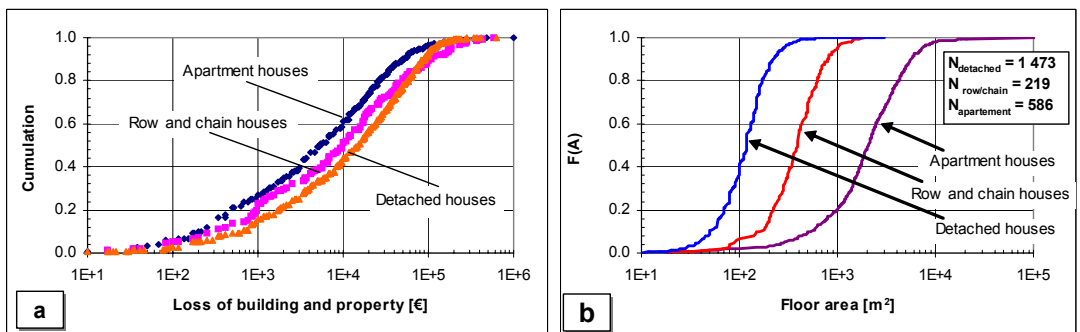 1.0
0.8
0.6
0.4
0.2
0.0
Cumulation
Apartment houses
Row and chain houses
Detached houses
1E+1 1E+2 1E+3 1E+4 1E+5 1E+6
Loss of building and property [€]
a
1.0
0.8
0.6
0.4
0.2
0.0
F(A)
N detached = 1 473
N row/chain = 219
N apartement = 586
Apartment houses
Row and chain houses
Detached houses
1E+1 1E+2 1E+3 1E+4 1E+5
Floor area [m²]
b